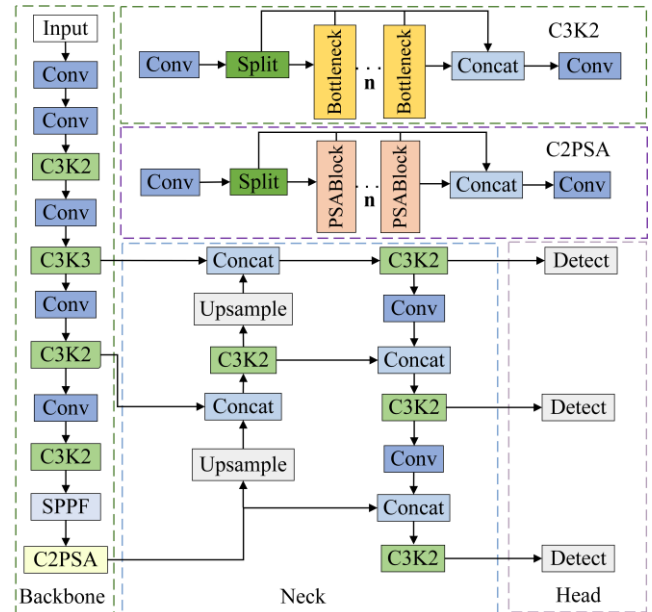 Input
Conv
Conv
C3K2
Conv
C3K3
Conv
C3K2
Conv
C3K2
SPPF
C2PSA
Backbone
C3K2
Conv
Split
Bottleneck
. . .
n
Bottleneck
Concat
Conv
C2PSA
Conv
Split
PSABlock
. . .
n
PSABlock
Concat
Conv
Concat
Upsample
C3K2
Concat
Upsample
C3K2
Conv
Concat
C3K2
Conv
Concat
C3K2
Neck
Detect
Detect
Detect
Head